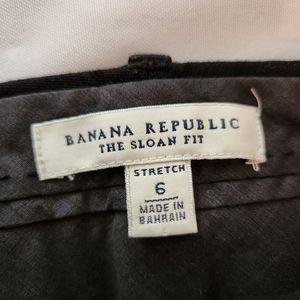 BANANA REPUBLIC
THE SLOAN FIT
STRETCH
6
MADE IN
BAHRAIN